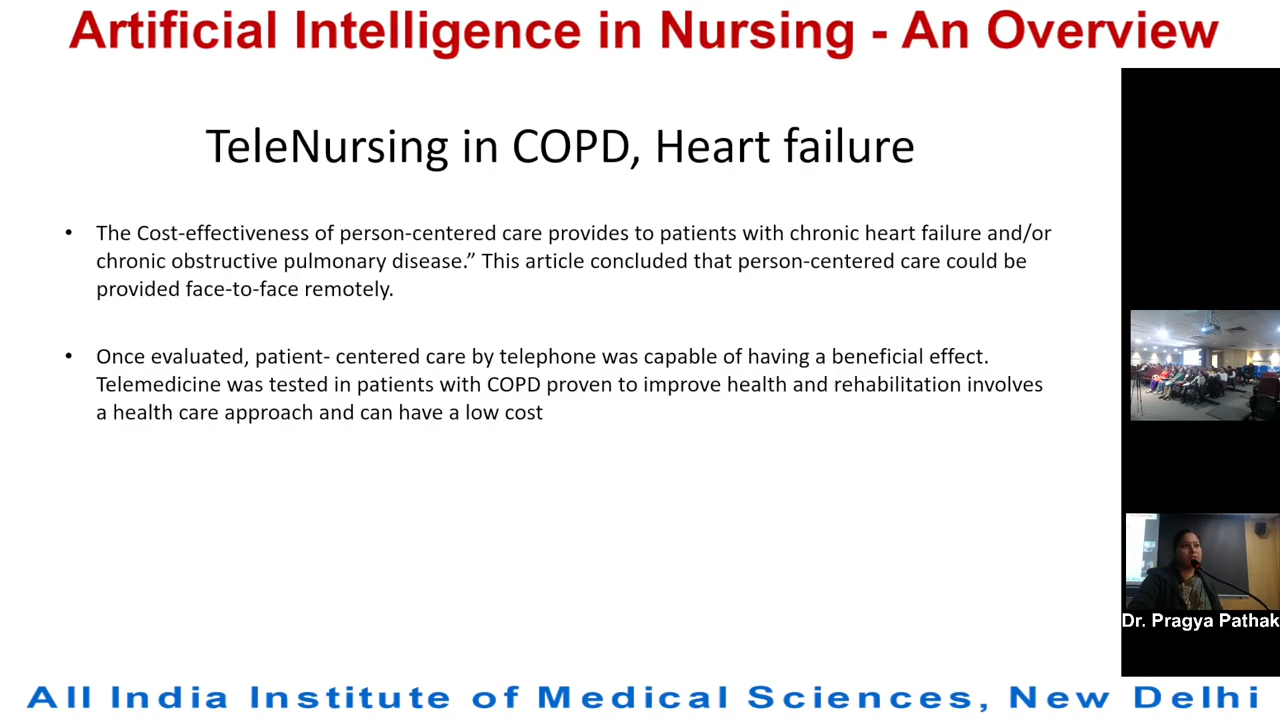 Artificial Intelligence in Nursing - An Overview
TeleNursing in COPD, Heart failure
• The Cost-effectiveness of person-centered care provides to patients with chronic heart failure and/or
chronic obstructive pulmonary disease.” This article concluded that person-centered care could be
provided face-to-face remotely.
• Once evaluated, patient- centered care by telephone was capable of having a beneficial effect.
Telemedicine was tested in patients with COPD proven to improve health and rehabilitation involves
a health care approach and can have a low cost
Dr. Pragya Pathak
All India Institute of Medical Sciences, New Delhi